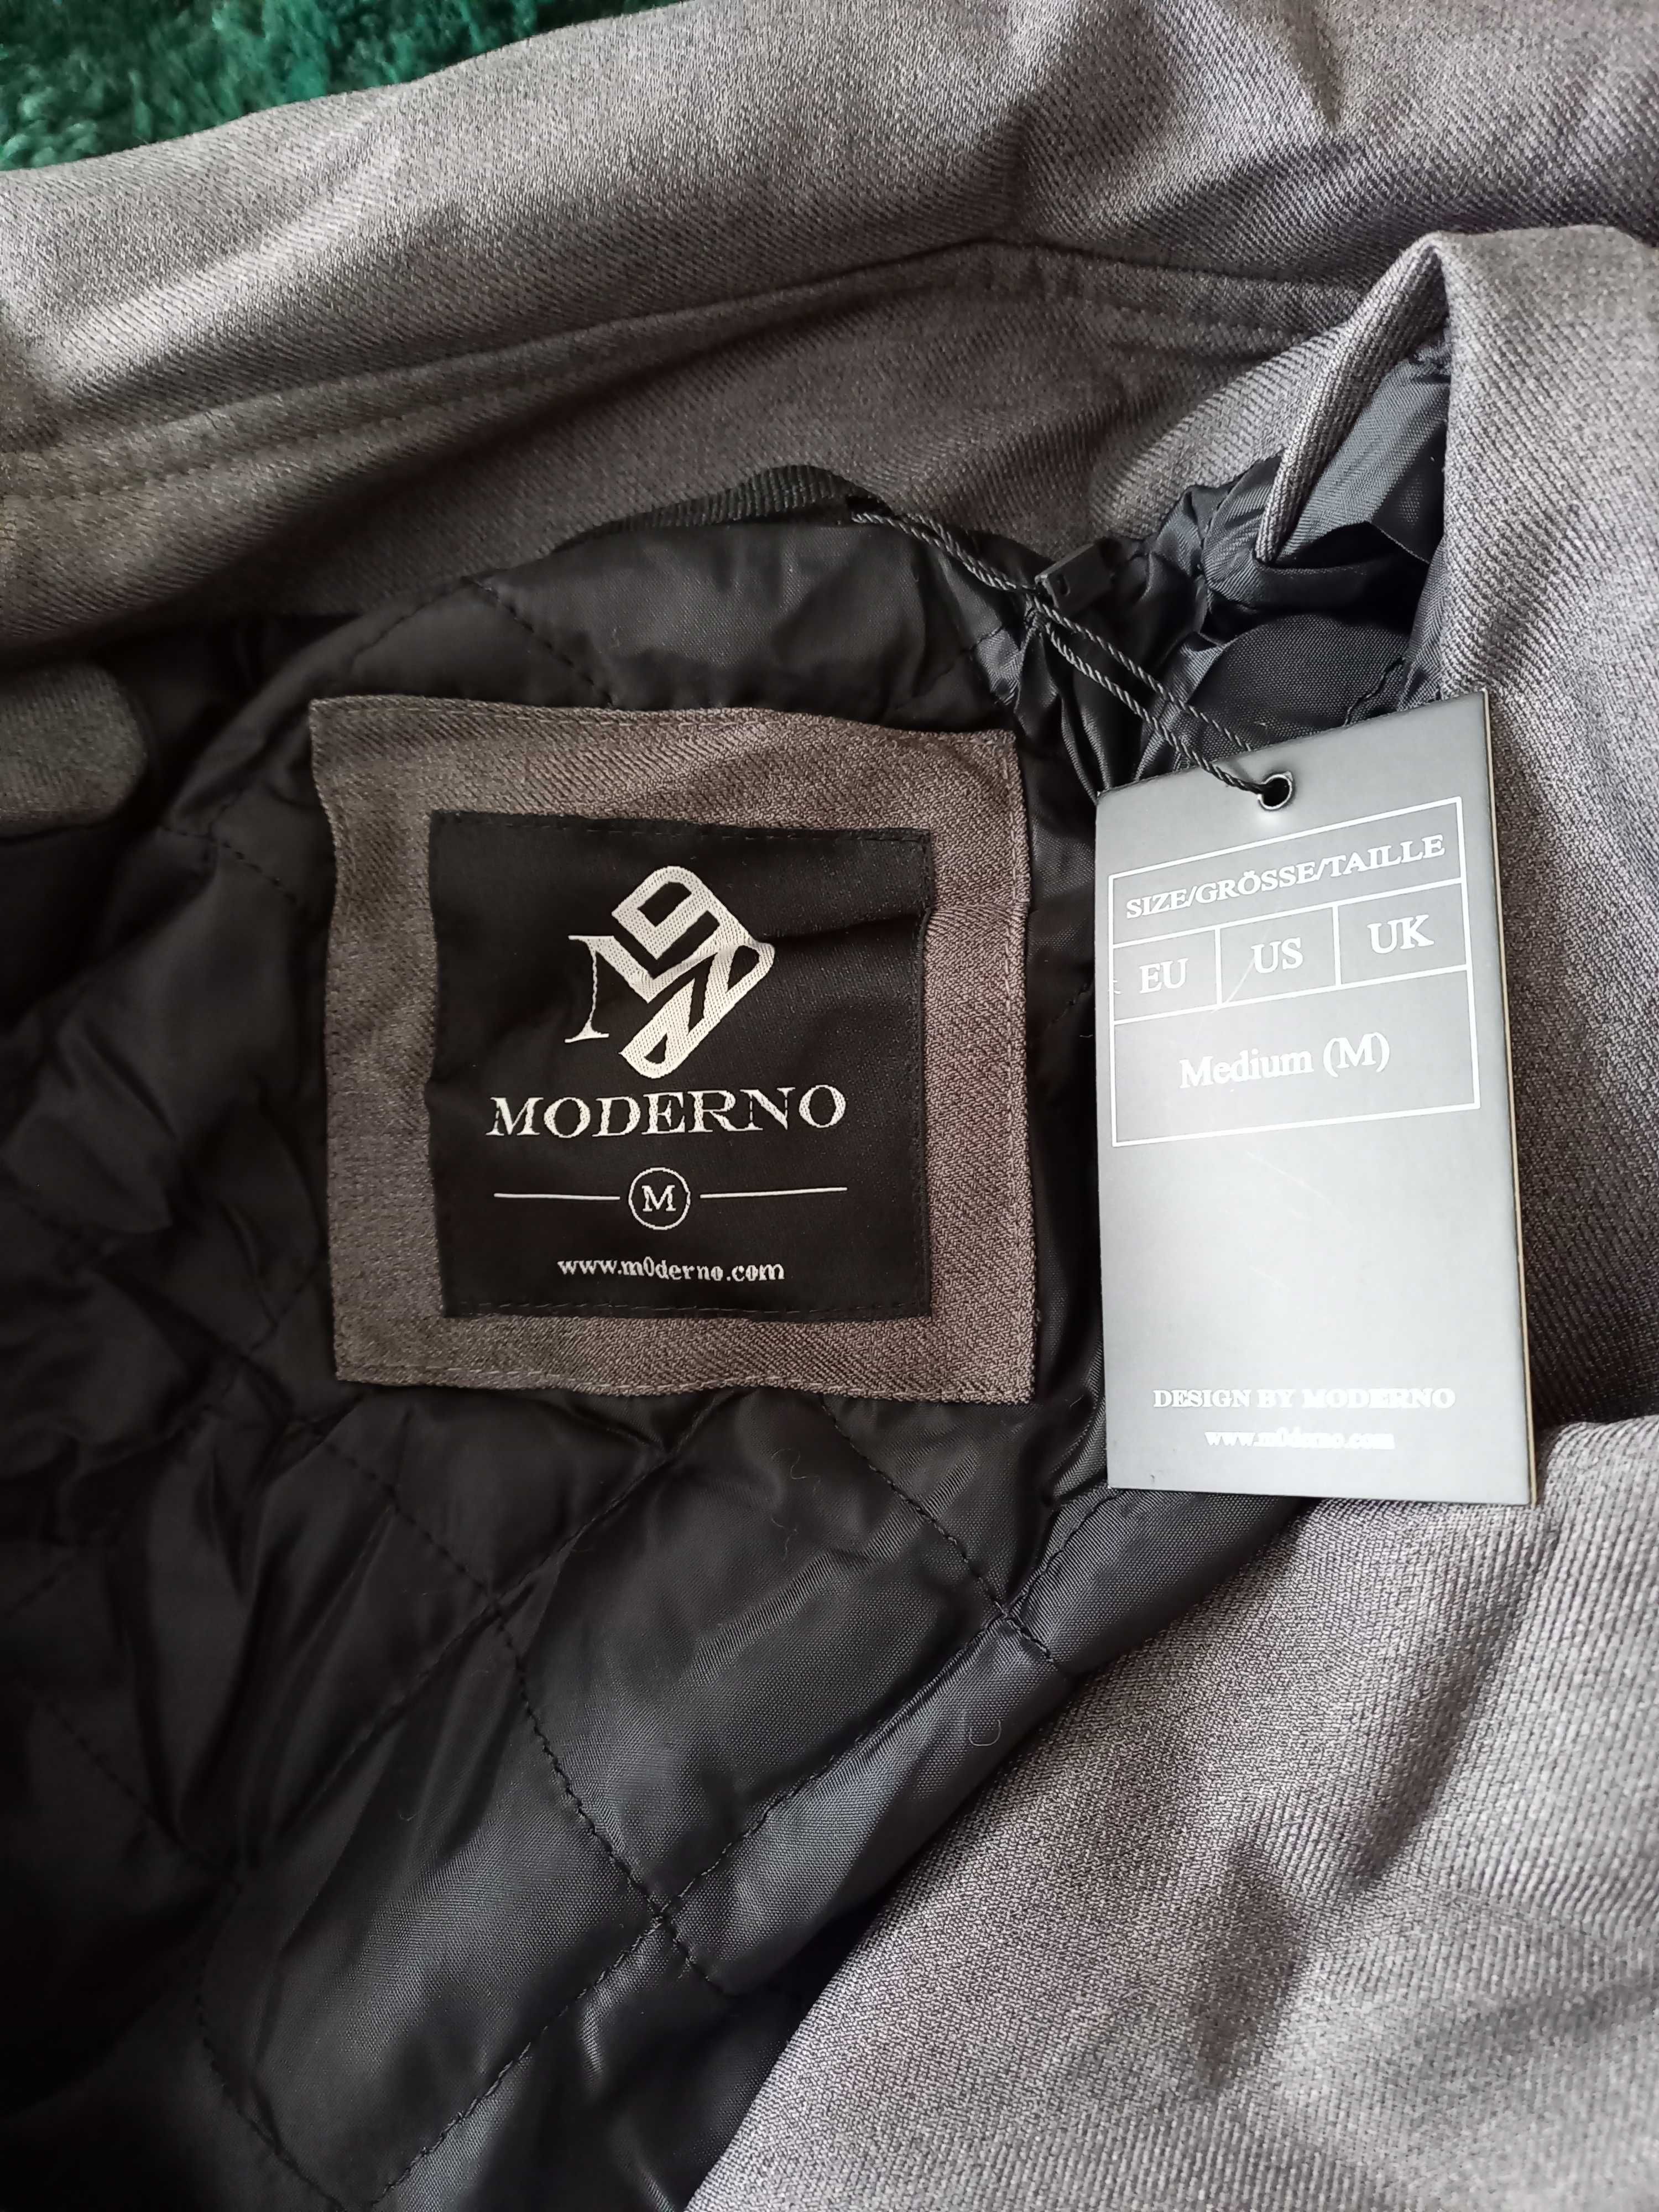 MODERNO
M
www.m0derno.com
SIZE/GRÖSSE/TAILLE
EU US UK
Medium (M)
DESIGN BY MODERNO
www.m0derno.com